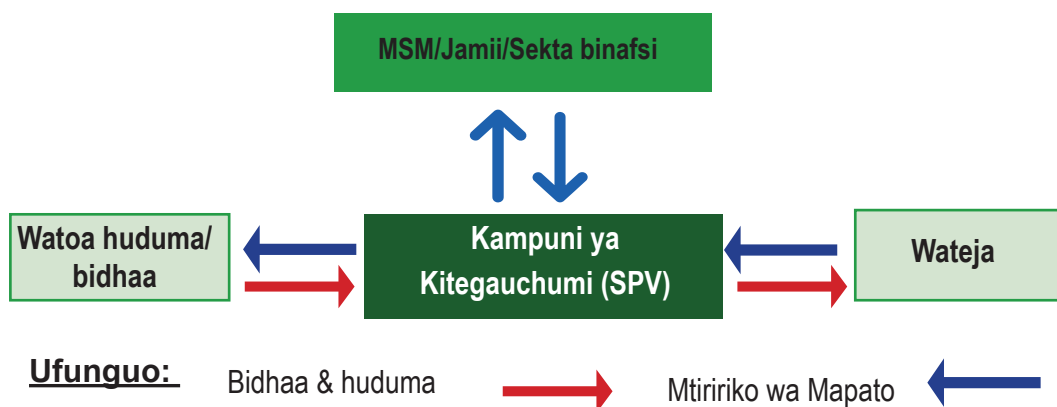 MSM/Jamii/Sekta binafsi
Watoa huduma/
bidhaa
Kampuni ya
Kitegauchumi (SPV)
Wateja
Ufunguo:
Bidhaa & huduma
Mtiririko wa Mapato